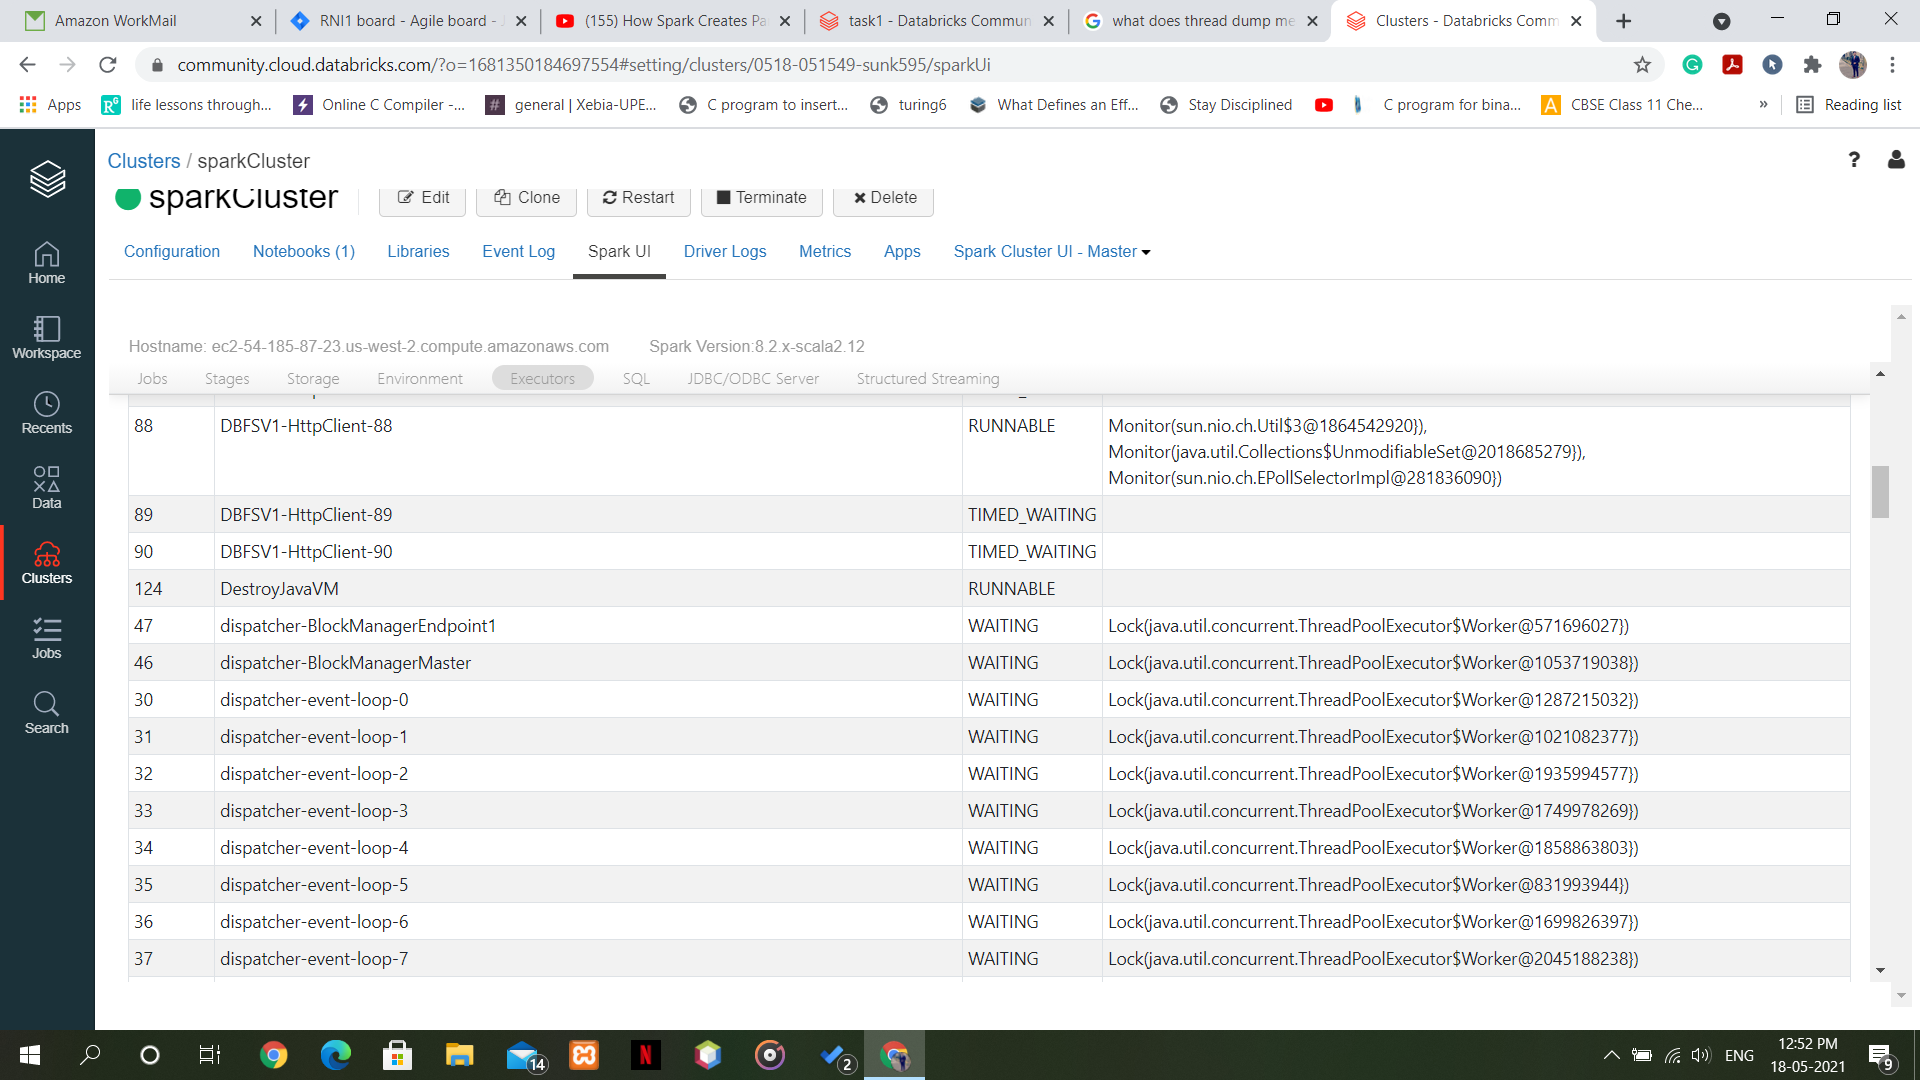 Amazon WorkMail
RNI1 board - Agile board -
(155) How Spark Creates Pa
task1 - Databricks Commun
what does thread dump me
Clusters - Databricks Comm
community.cloud.databricks.com/?o=1681350184697554#setting/clusters/0518-051549-sunk595/sparkUi
Apps
life lessons through...
Online C Compiler -...
general | Xebia-UPE...
C program to insert...
turing6
What Defines an Eff...
Stay Disciplined
C program for bina...
CBSE Class 11 Che...
»
Reading list
Clusters / sparkCluster
?
sparkCluster
Edit
Clone
Restart
Terminate
Delete
Configuration
Notebooks (1)
Libraries
Event Log
Spark UI
Driver Logs
Metrics
Apps
Spark Cluster UI - Master
Home
Workspace
Recents
Data
Clusters
Jobs
Search
Hostname: ec2-54-185-87-23.us-west-2.compute.amazonaws.com
Spark Version:8.2.x-scala2.12
Jobs
Stages
Storage
Environment
Executors
SQL
JDBC/ODBC Server
Structured Streaming
88 DBFSV1-HttpClient-88 RUNNABLE Monitor(sun.nio.ch.Util$3@1864542920}),
Monitor(java.util.Collections$UnmodifiableSet@2018685279}),
Monitor(sun.nio.ch.EPollSelectorImpl@281836090})
89 DBFSV1-HttpClient-89 TIMED_WAITING
90 DBFSV1-HttpClient-90 TIMED_WAITING
124 DestroyJavaVM RUNNABLE
47 dispatcher-BlockManagerEndpoint1 WAITING Lock(java.util.concurrent.ThreadPoolExecutor$Worker@571696027})
46 dispatcher-BlockManagerMaster WAITING Lock(java.util.concurrent.ThreadPoolExecutor$Worker@1053719038})
30 dispatcher-event-loop-0 WAITING Lock(java.util.concurrent.ThreadPoolExecutor$Worker@1287215032})
31 dispatcher-event-loop-1 WAITING Lock(java.util.concurrent.ThreadPoolExecutor$Worker@1021082377})
32 dispatcher-event-loop-2 WAITING Lock(java.util.concurrent.ThreadPoolExecutor$Worker@1935994577})
33 dispatcher-event-loop-3 WAITING Lock(java.util.concurrent.ThreadPoolExecutor$Worker@1749978269})
34 dispatcher-event-loop-4 WAITING Lock(java.util.concurrent.ThreadPoolExecutor$Worker@1858863803})
35 dispatcher-event-loop-5 WAITING Lock(java.util.concurrent.ThreadPoolExecutor$Worker@831993944})
36 dispatcher-event-loop-6 WAITING Lock(java.util.concurrent.ThreadPoolExecutor$Worker@1699826397})
37 dispatcher-event-loop-7 WAITING Lock(java.util.concurrent.ThreadPoolExecutor$Worker@2045188238})
14
N
2
ENG
12:52 PM
18-05-2021
9